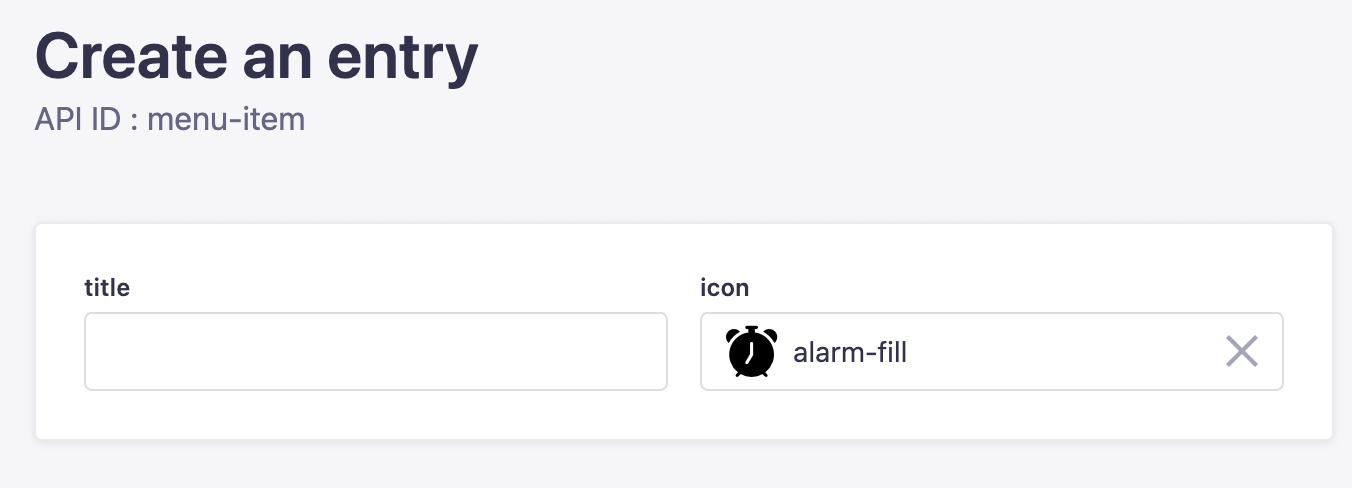 Create an entry
API ID : menu-item
title
icon
alarm-fill